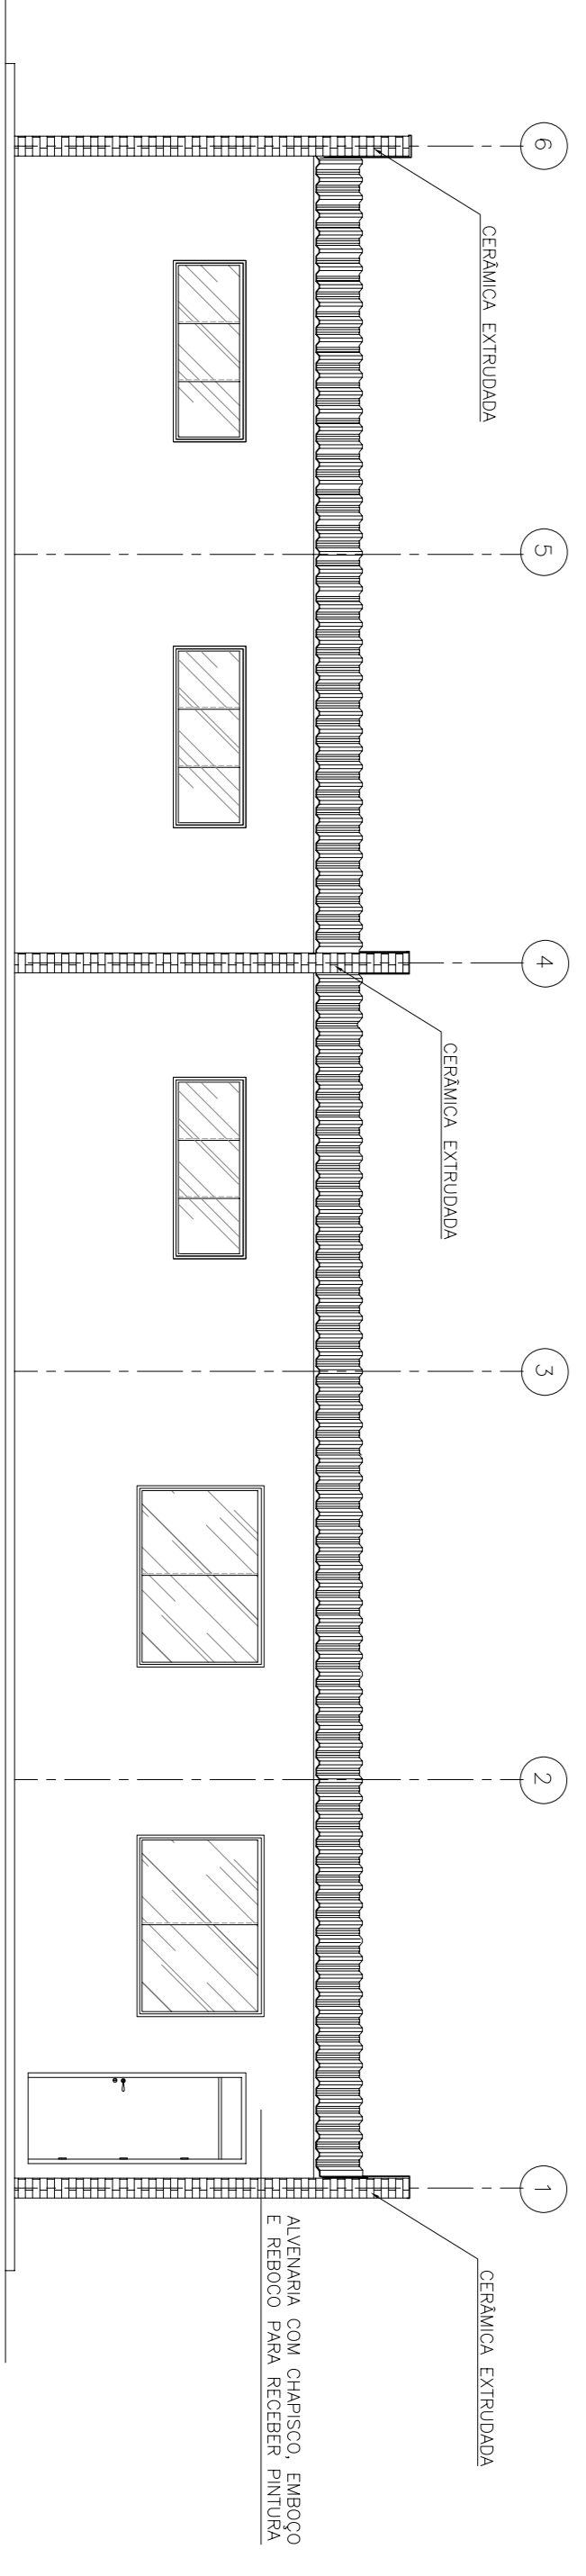 6
CERÂMICA EXTRUDADA
5
4
CERÂMICA EXTRUDADA
3
2
1
CERÂMICA EXTRUDADA
ALVENARIA COM CHAPISCO, EMBOÇO
E REBOCO PARA RECEBER PINTURA